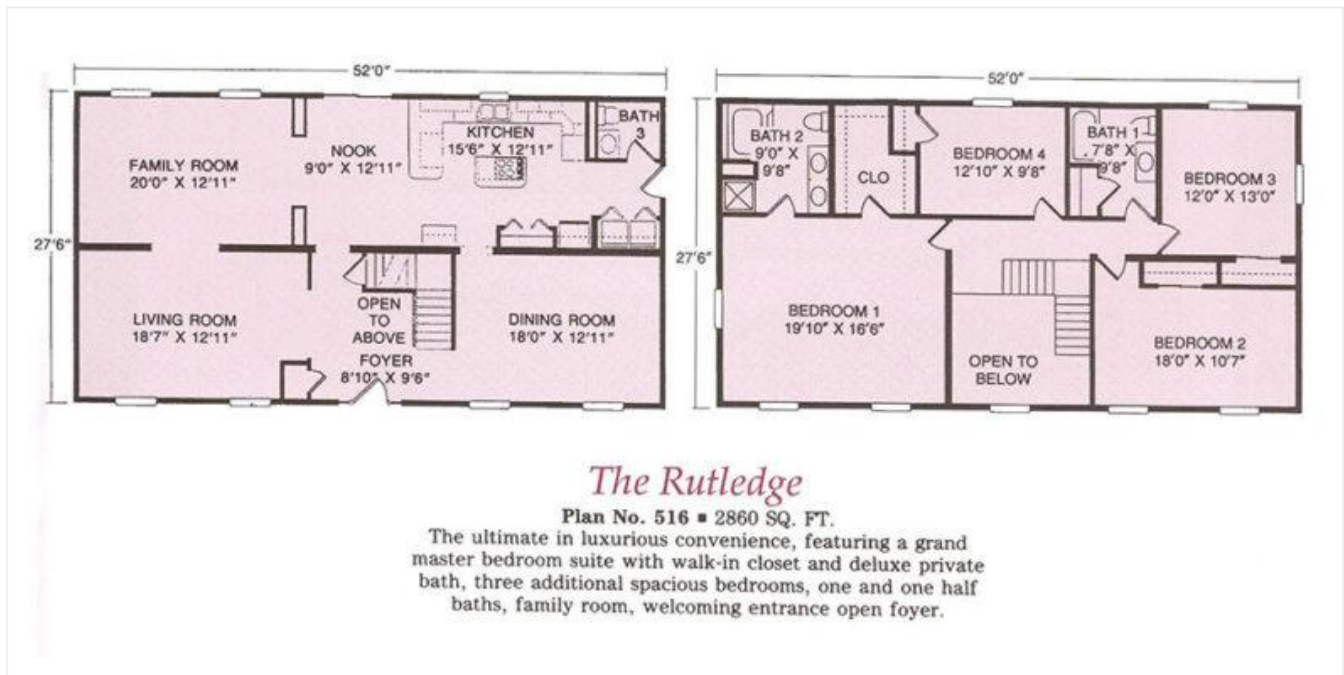 52'0"
52'0"
27'6"
FAMILY ROOM
20'0" X 12'11"
NOOK
9'0" X 12'11"
KITCHEN
15'6" X 12'11"
BATH
3
LIVING ROOM
18'7" X 12'11"
OPEN
TO
ABOVE
FOYER
8'10" X 9'6"
DINING ROOM
18'0" X 12'11"
27'6"
BATH 2
9'0" X
9'8"
CLO
BEDROOM 4
12'10" X 9'8"
BATH 1
7'8" X
9'8"
BEDROOM 3
12'0" X 13'0"
BEDROOM 1
19'10" X 16'6"
OPEN TO
BELOW
BEDROOM 2
18'0" X 10'7"
The Rutledge
Plan No. 516 ▪ 2860 SQ. FT.
The ultimate in luxurious convenience, featuring a grand
master bedroom suite with walk-in closet and deluxe private
bath, three additional spacious bedrooms, one and one half
baths, family room, welcoming entrance open foyer.